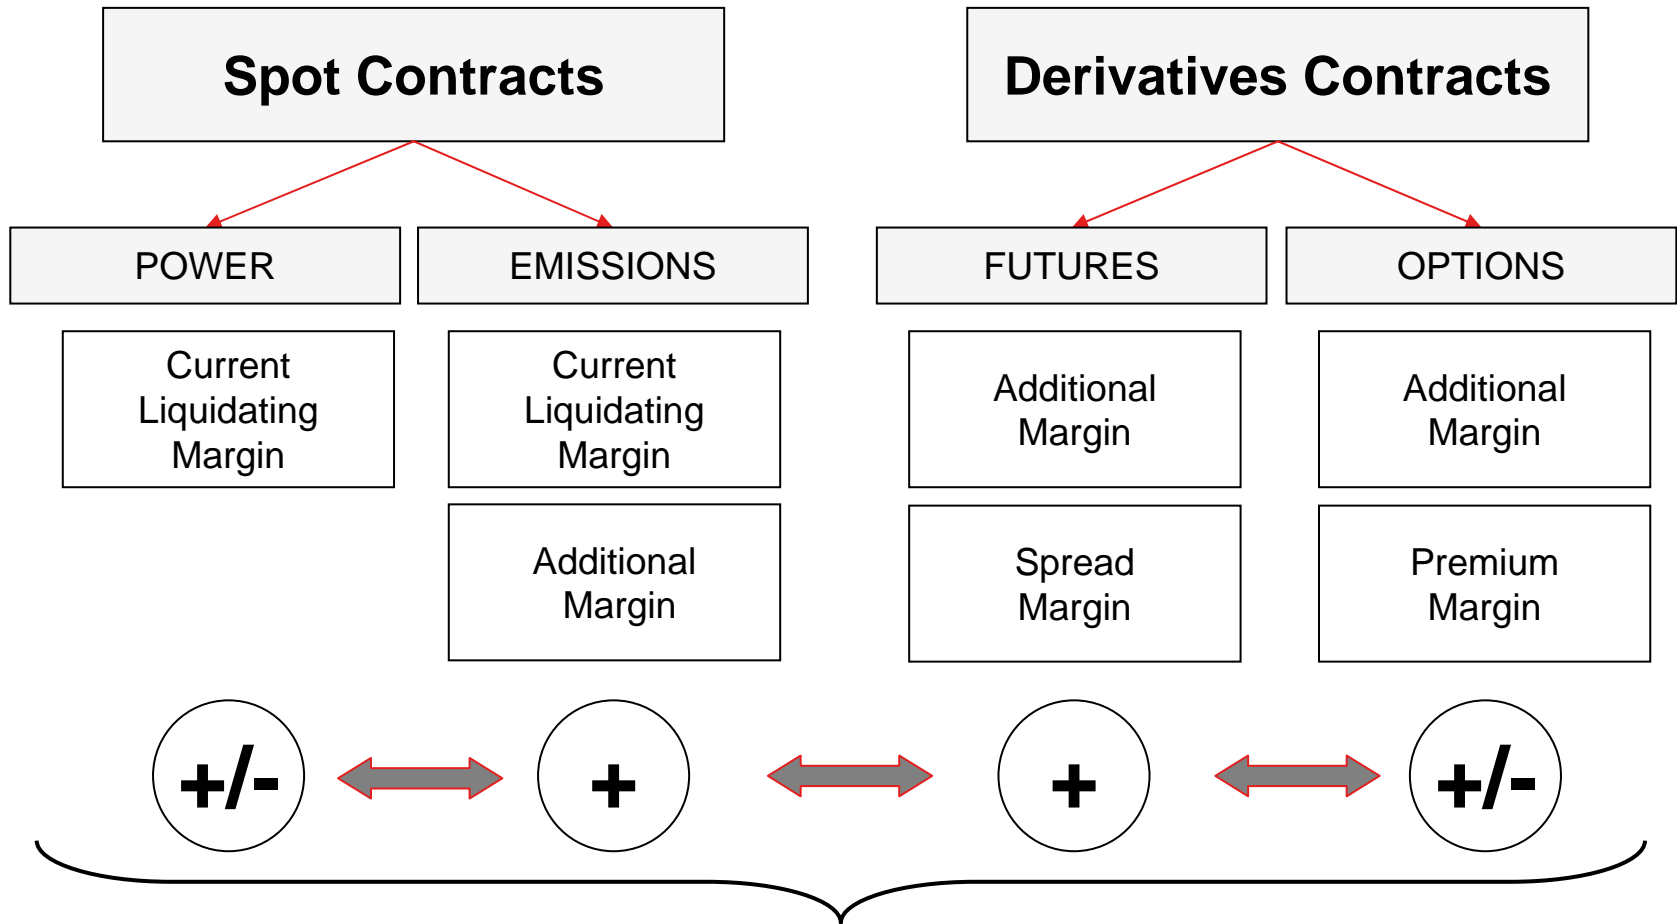 Spot Contracts
Derivatives Contracts
POWER
EMISSIONS
FUTURES
OPTIONS
Current
Liquidating
Margin
Current
Liquidating
Margin
Additional
Margin
Additional
Margin
Additional
Margin
Spread
Margin
Premium
Margin
+/-
+
+
+/-